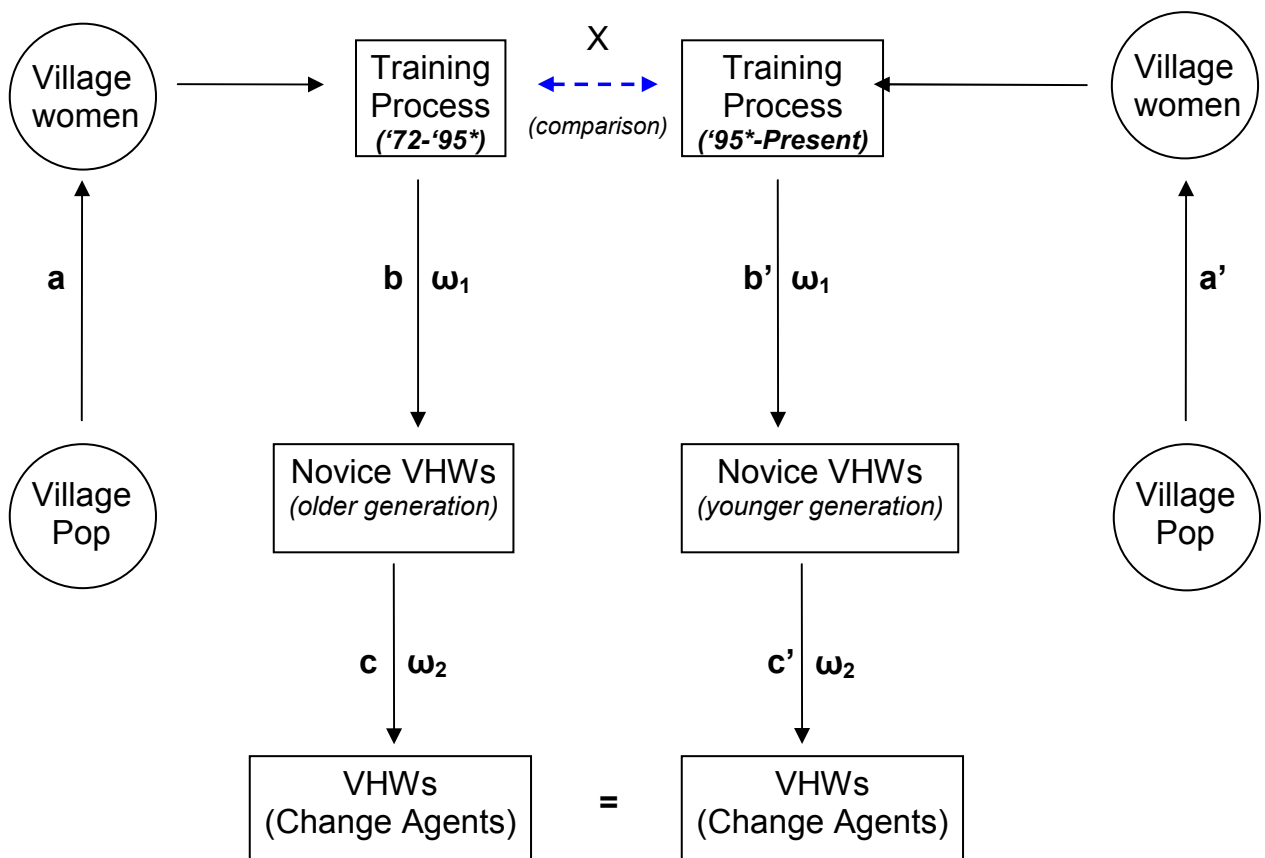 X
Village
women
Training
Process
(‘72-‘95*)
(comparison)
Training
Process
(‘95*-Present)
Village
women
a
b
ω₁
b’
ω₁
a’
Village
Pop
Novice VHWs
(older generation)
Novice VHWs
(younger generation)
Village
Pop
c
ω₂
c’
ω₂
VHWs
(Change Agents)
=
VHWs
(Change Agents)